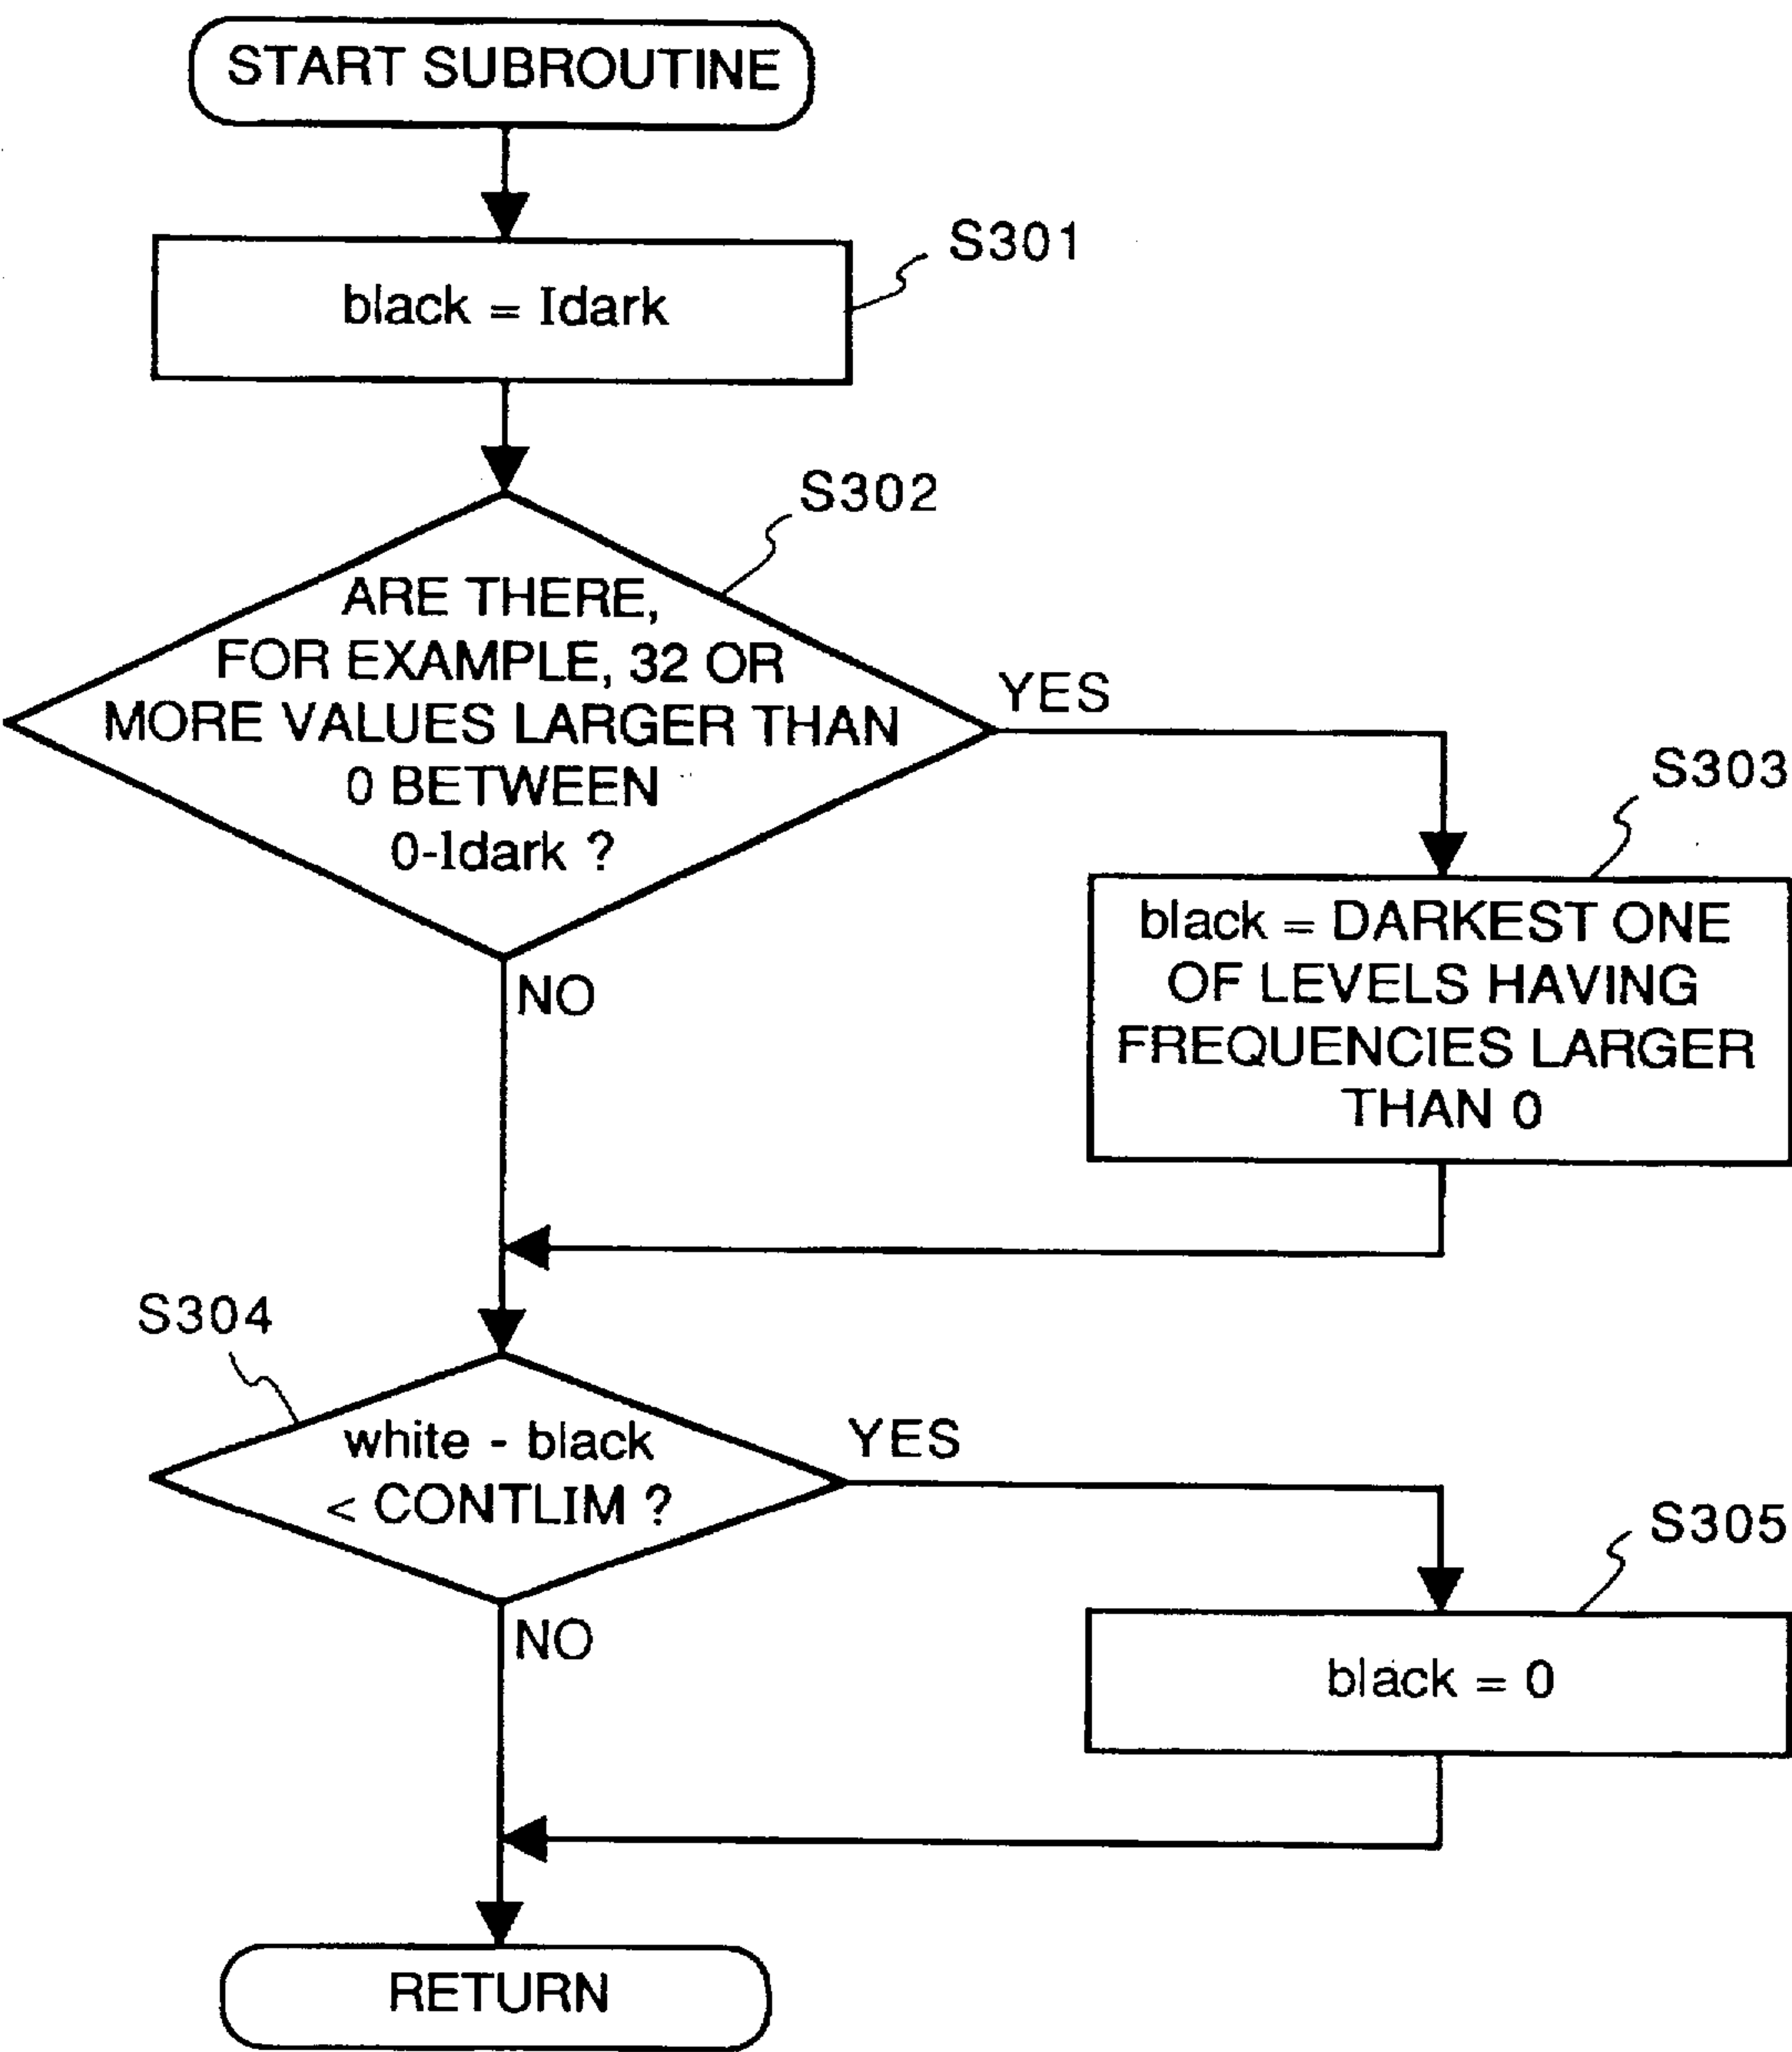 START SUBROUTINE
S301
black = Idark
S302
ARE THERE,
FOR EXAMPLE, 32 OR
MORE VALUES LARGER THAN
0 BETWEEN
0-Idark ?
YES
NO
S303
black = DARKEST ONE
OF LEVELS HAVING
FREQUENCIES LARGER
THAN 0
S304
white - black
< CONTLIM ?
YES
NO
S305
black = 0
RETURN